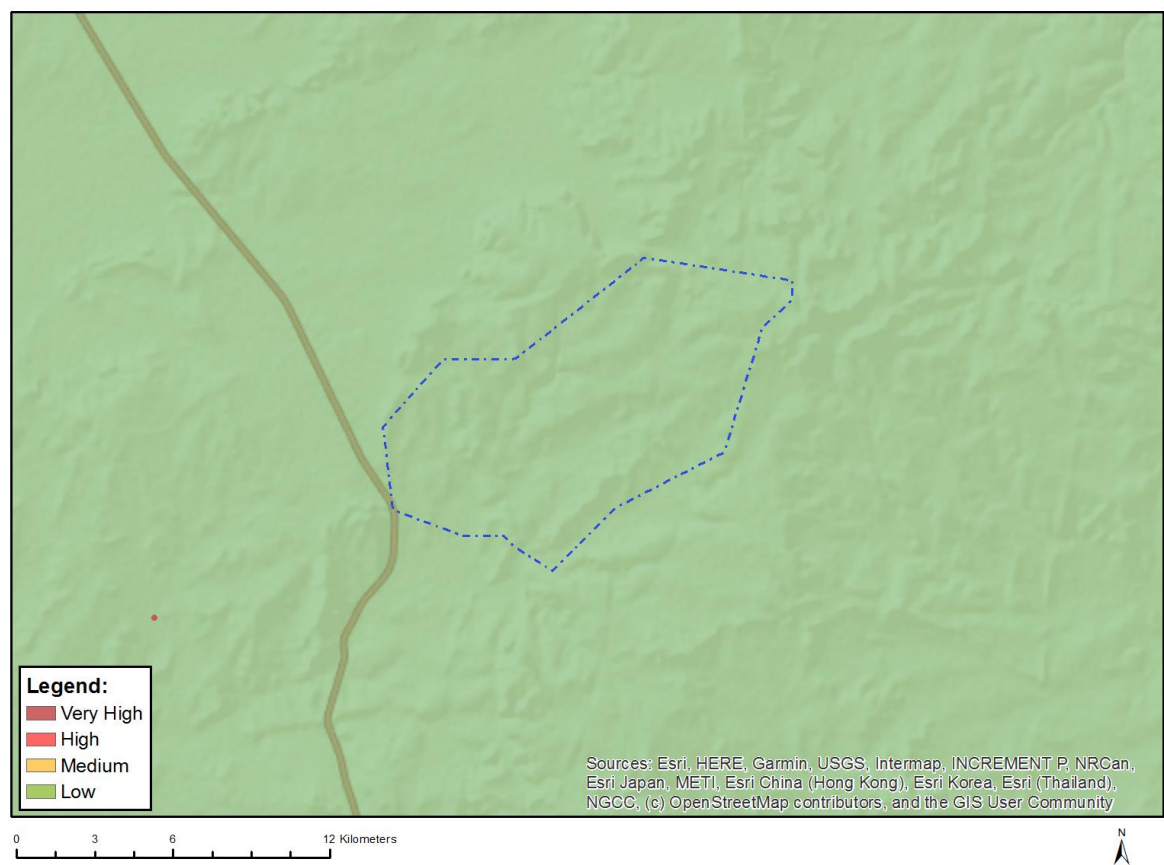 Legend:
Very High
High
Medium
Low
Sources: Esri, HERE, Garmin, USGS, Intermap, INCREMENT P, NRCan,
Esri Japan, METI, Esri China (Hong Kong), Esri Korea, Esri (Thailand),
NGCC, (c) OpenStreetMap contributors, and the GIS User Community
0 3 6 12 Kilometers
N